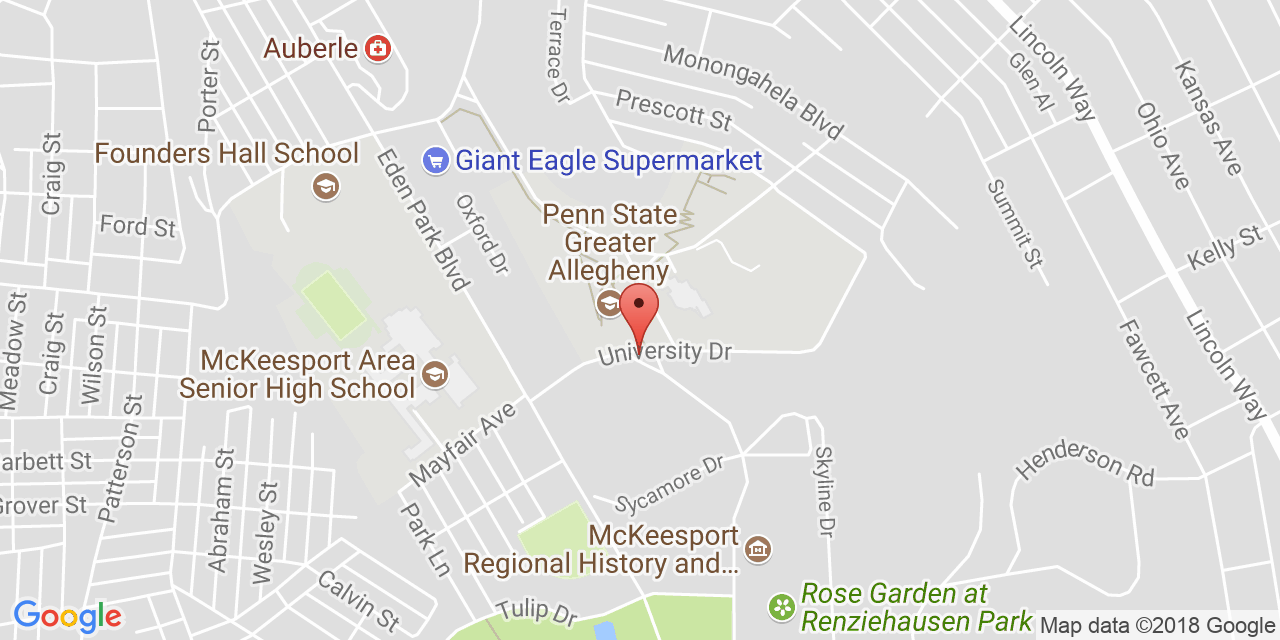 Terrace Dr
Lincoln Way
Auberle
Porter St
Monongahela Blvd
Glen Al
Kansas Ave
Prescott St
Ohio Ave
Craig St
Founders Hall School
Giant Eagle Supermarket
Eden Park Blvd
Oxford Dr
Summit St
Ford St
Penn State
Greater
Allegheny
Kelly St
Meadow St
Craig St
Wilson St
University Dr
Fawcett Ave
Lincoln Way
McKeesport Area
Senior High School
Mayfair Ave
Patterson St
arbett St
Grover St
Abraham St
Wesley St
Sycamore Dr
Skyline Dr
Henderson Rd
Park Ln
McKeesport
Regional History and...
Calvin St
Tulip Dr
Rose Garden at
Renziehausen Park
Google
Map data ©2018 Google